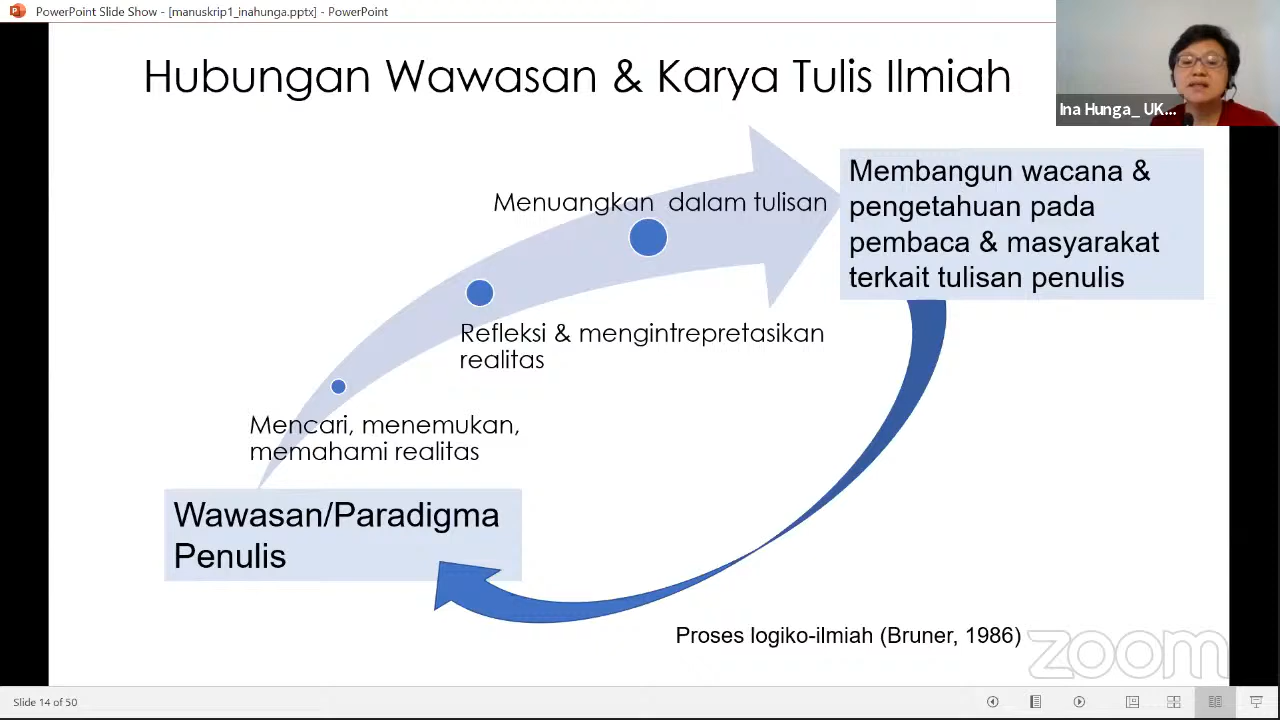 PowerPoint Slide Show - [manuskrip1_inahunga.pptx] - PowerPoint
Hubungan Wawasan & Karya Tulis Ilmiah
Ina Hunga_ UK...
Membangun wacana &
pengetahuan pada
pembaca & masyarakat
terkait tulisan penulis
Menuangkan dalam tulisan
Refleksi & mengintrepretasikan
realitas
Mencari, menemukan,
memahami realitas
Wawasan/Paradigma
Penulis
Proses logiko-ilmiah (Bruner, 1986)
zoom
Slide 14 of 50